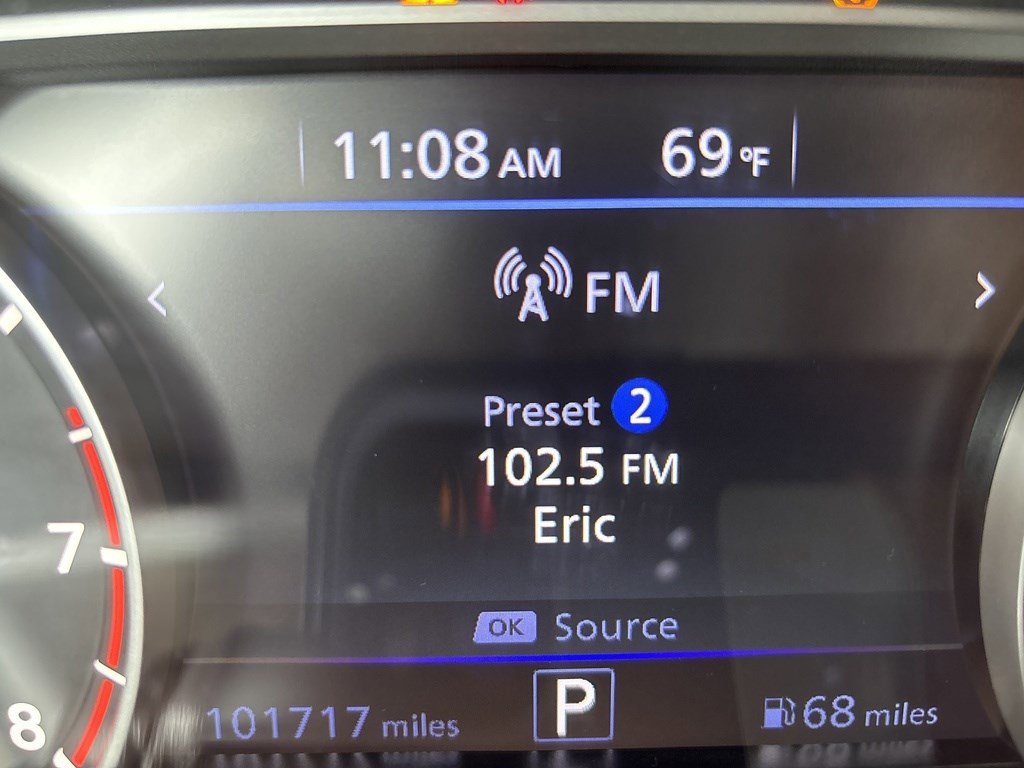 11:08 AM 69 °F
< FM >
Preset 2
102.5 FM
Eric
7
OK Source
8
101717 miles P 68 miles